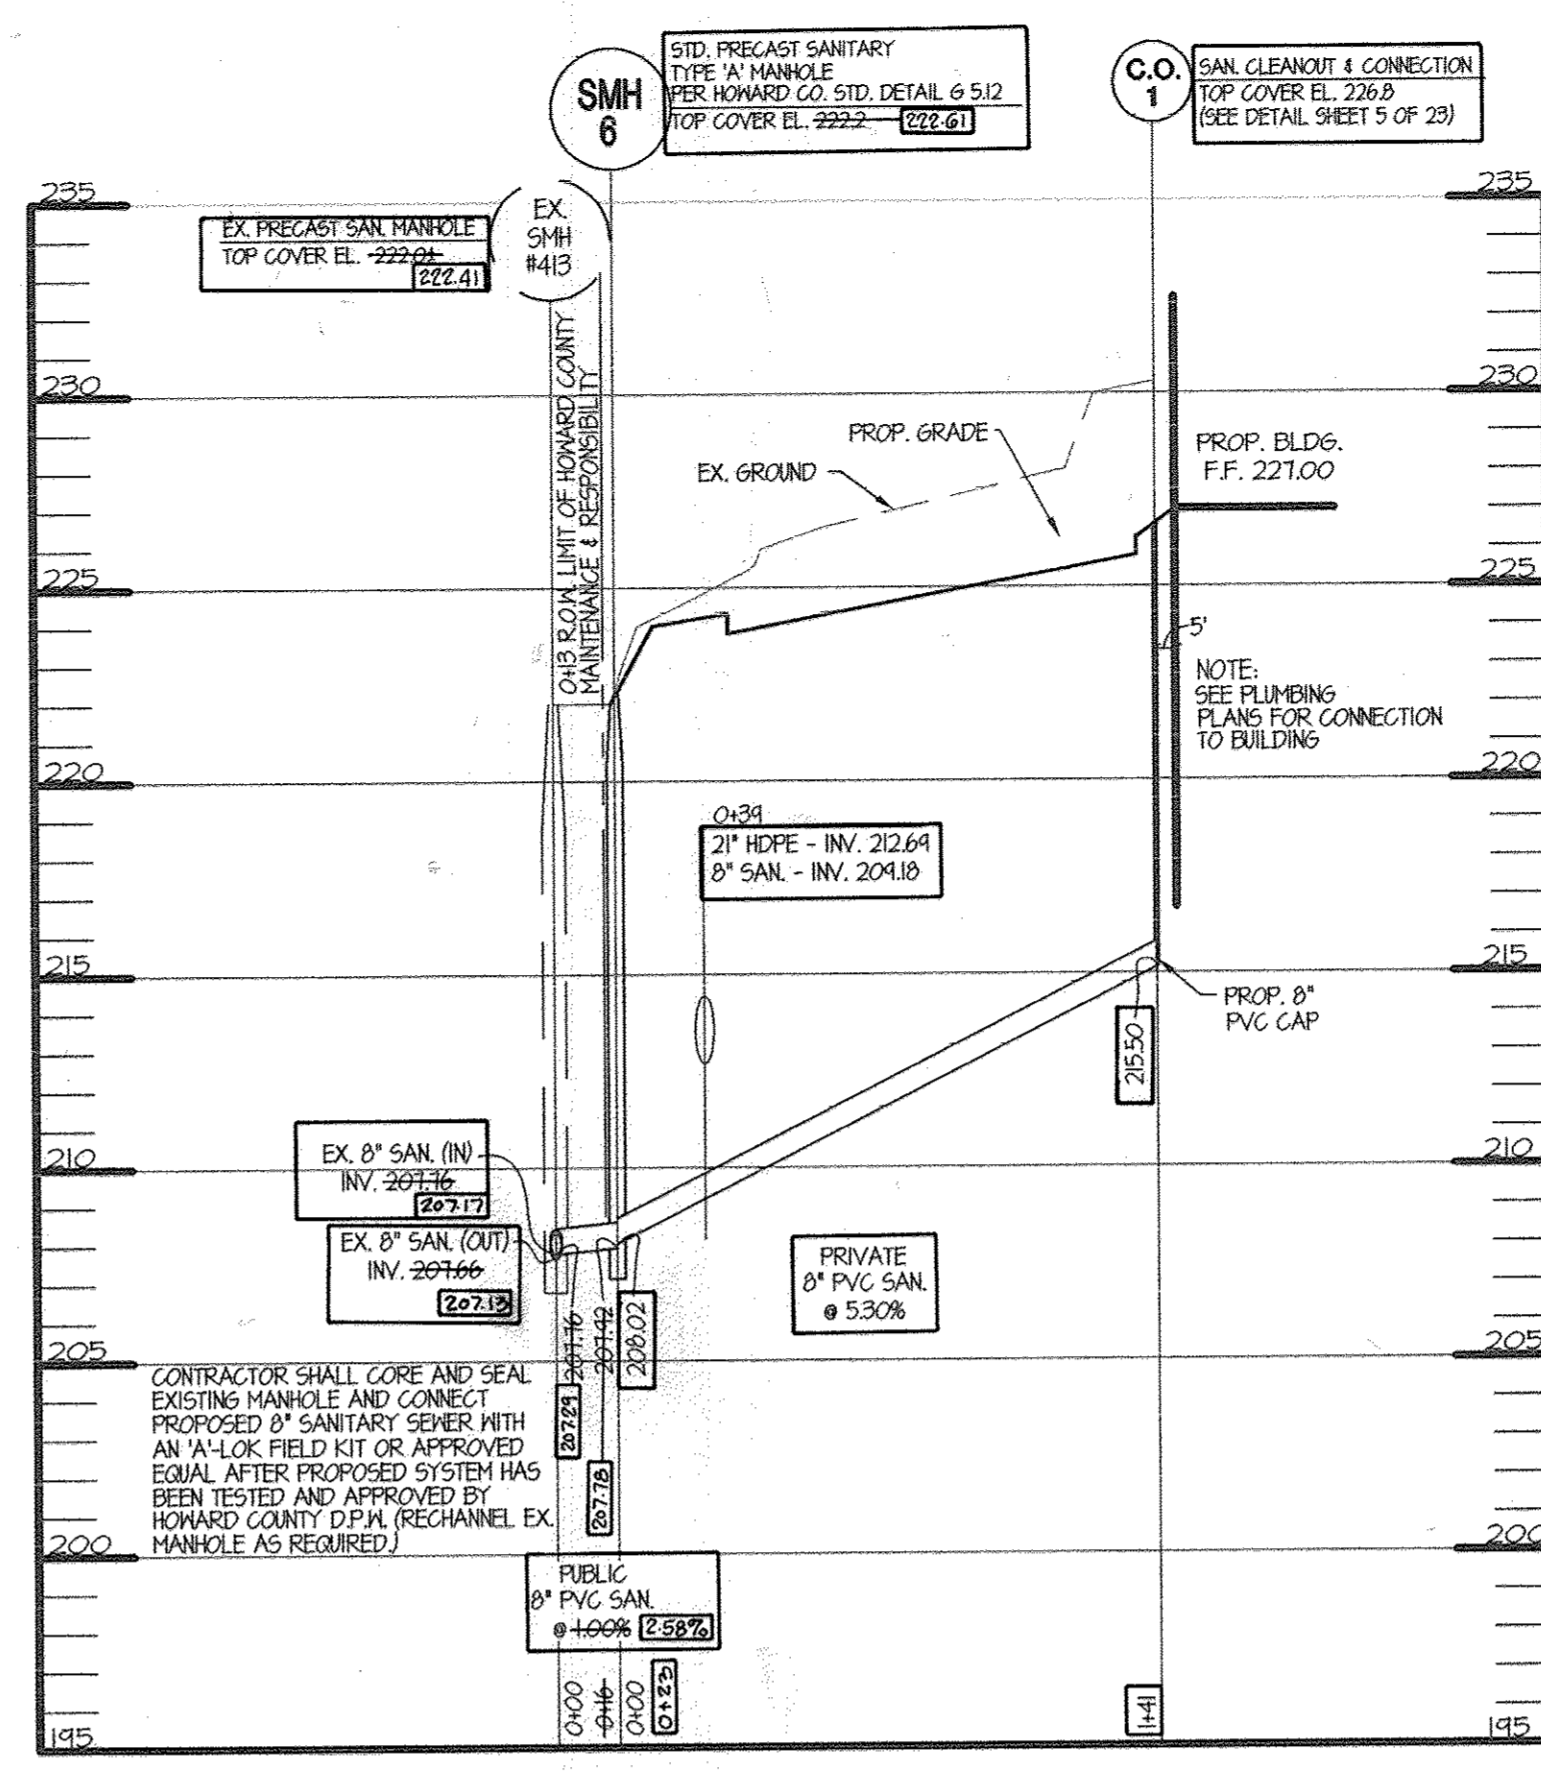 SMH
6
STD. PRECAST SANITARY
TYPE 'A' MANHOLE
PER HOWARD CO. STD. DETAIL G 5.12
TOP COVER EL. 222.2 222.61
C.O.
1
SAN. CLEANOUT & CONNECTION
TOP COVER EL. 226.8
(SEE DETAIL SHEET 5 OF 23)
235
235
EX. PRECAST SAN. MANHOLE
TOP COVER EL. 222.01
222.41
EX.
SMH
#413
0+13 R.O.W. LIMIT OF HOWARD COUNTY
MAINTENANCE & RESPONSIBILITY
230
230
PROP. GRADE
EX. GROUND
PROP. BLDG.
F.F. 227.00
225
225
5'
NOTE:
SEE PLUMBING
PLANS FOR CONNECTION
TO BUILDING
220
220
0+39
21" HDPE - INV. 212.69
8" SAN. - INV. 209.18
215
215
PROP. 8"
PVC CAP
215.50
210
210
EX. 8" SAN. (IN)
INV. 207.76
207.17
EX. 8" SAN. (OUT)
INV. 207.66
207.13
PRIVATE
8" PVC SAN.
@ 5.30%
207.76
207.92
208.02
205
205
207.29
207.78
CONTRACTOR SHALL CORE AND SEAL
EXISTING MANHOLE AND CONNECT
PROPOSED 8" SANITARY SEWER WITH
AN 'A'-LOK FIELD KIT OR APPROVED
EQUAL AFTER PROPOSED SYSTEM HAS
BEEN TESTED AND APPROVED BY
HOWARD COUNTY D.P.W. (RECHANNEL EX.
MANHOLE AS REQUIRED.)
200
200
PUBLIC
8" PVC SAN.
@ 1.00% 2.58%
0+00
0+16
0+00
0+23
1+41
195
195